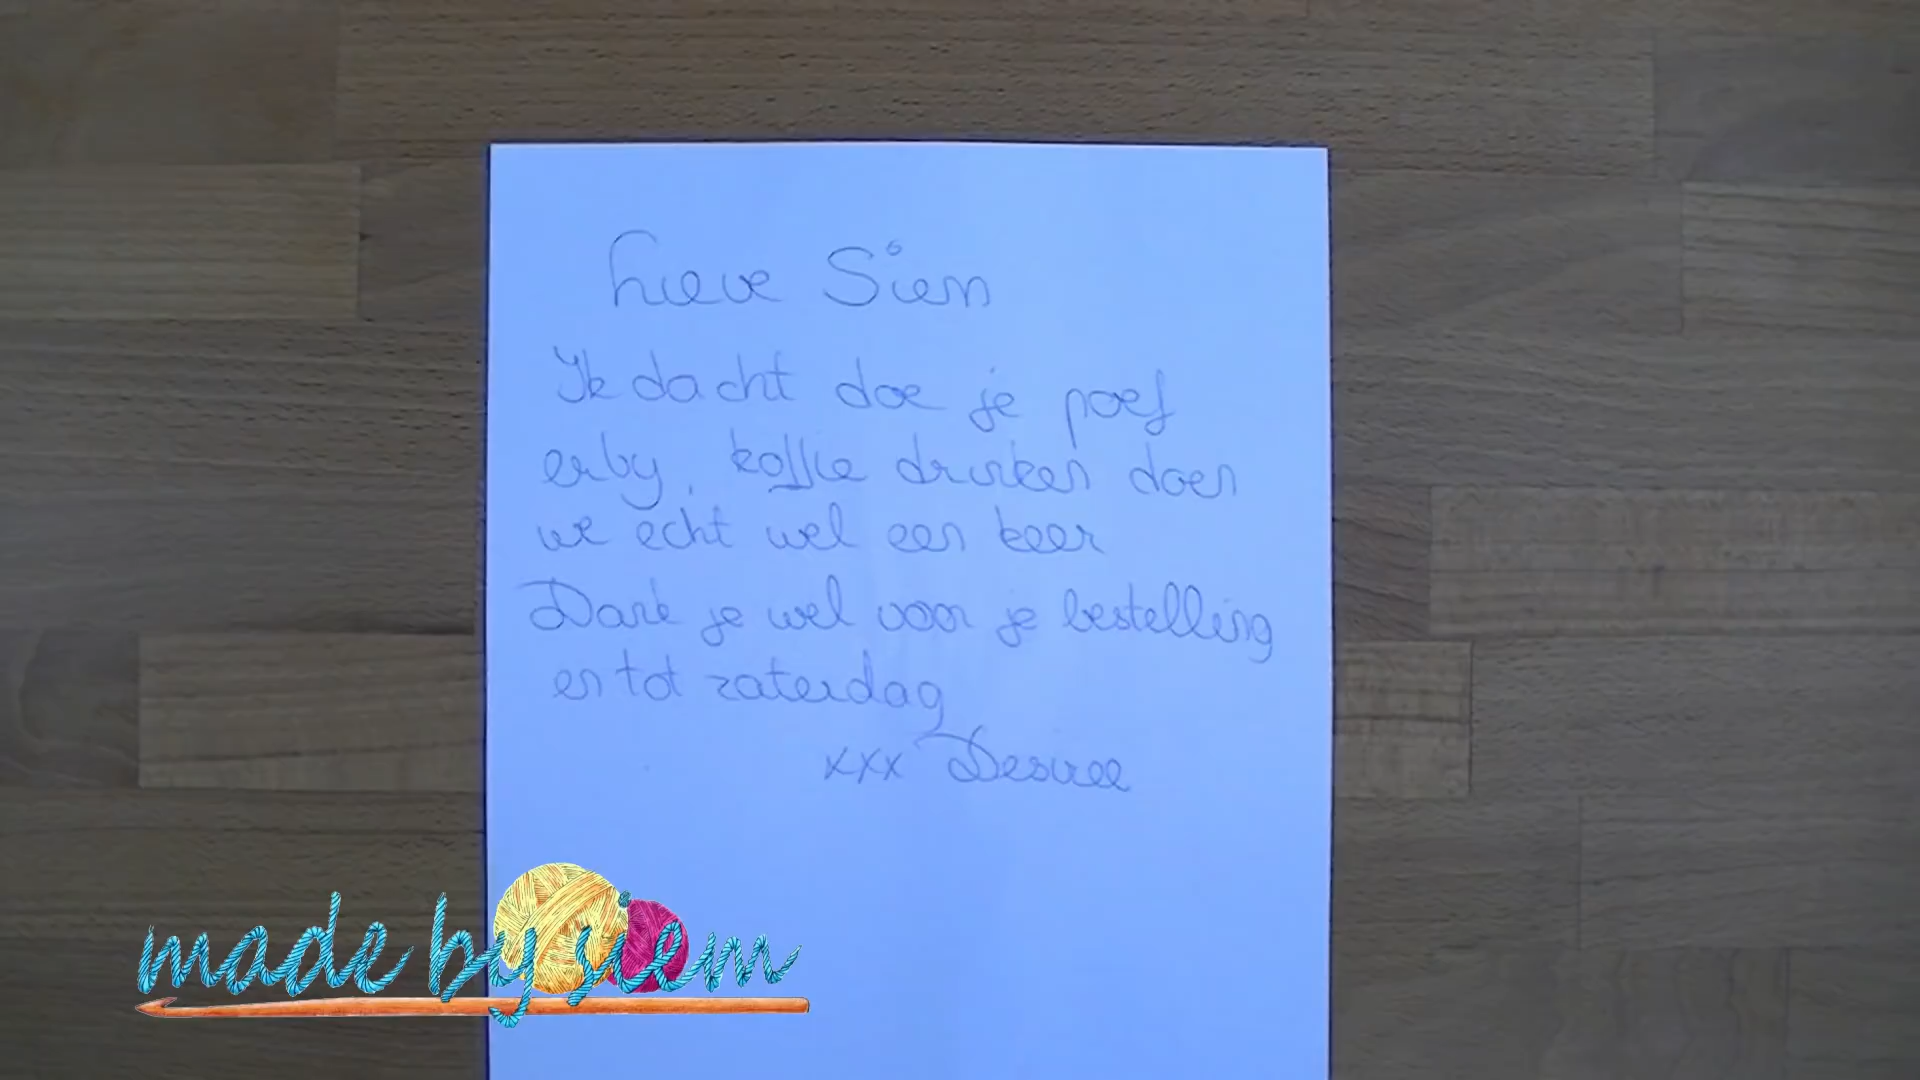 Lieve Siem
Ik dacht doe je poef
erby. koffie drinken doen
we echt wel een keer
Dank je wel voor je bestelling
en tot zaterdag
xxx Desiree
made by siem